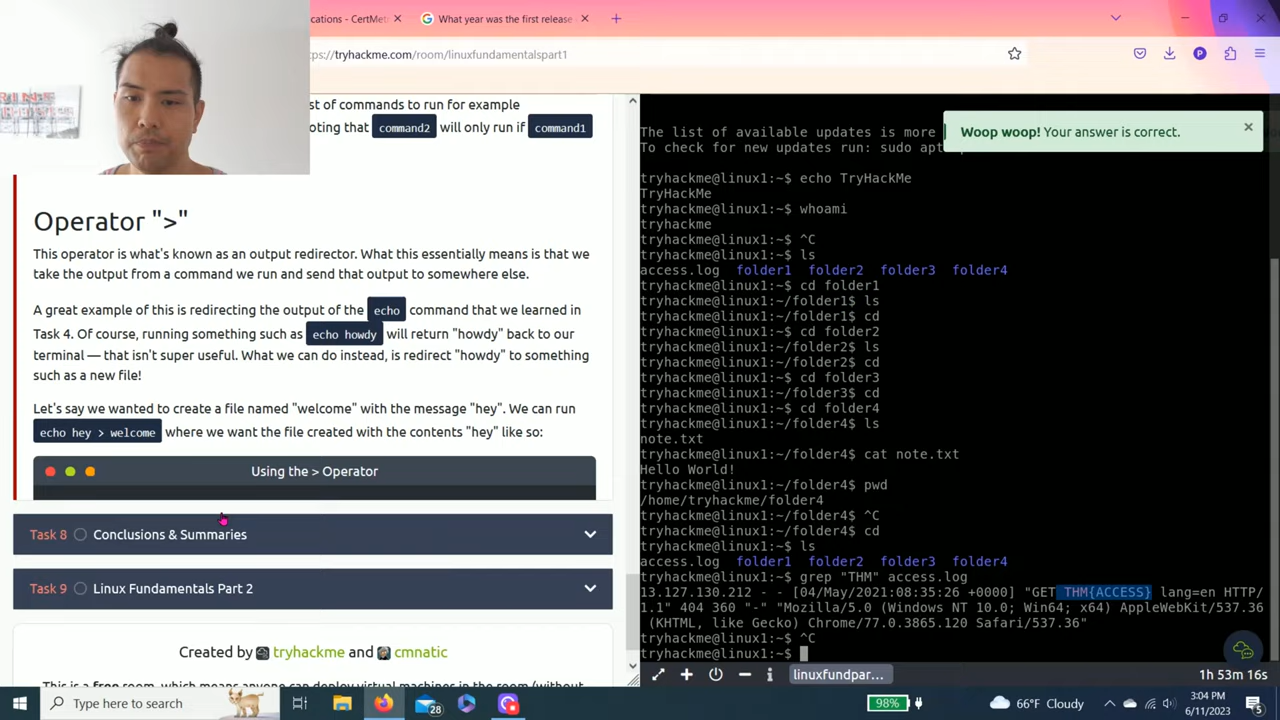 ications - CertMet
What year was the first release
tps://tryhackme.com/room/linuxfundamentalspart1
st of commands to run for example
oting that command2 will only run if command1
Operator ">"
This operator is what's known as an output redirector. What this essentially means is that we
take the output from a command we run and send that output to somewhere else.
A great example of this is redirecting the output of the echo command that we learned in
Task 4. Of course, running something such as echo howdy will return "howdy" back to our
terminal — that isn't super useful. What we can do instead, is redirect "howdy" to something
such as a new file!
Let's say we wanted to create a file named "welcome" with the message "hey". We can run
echo hey > welcome where we want the file created with the contents "hey" like so:
Using the > Operator
Task 8 Conclusions & Summaries
Task 9 Linux Fundamentals Part 2
Created by tryhackme and cmnatic
This is a free room, which means anyone can deploy virtual machines in the room (without
Woop woop! Your answer is correct.
The list of available updates is more
To check for new updates run: sudo apt
tryhackme@linux1:~$ echo TryHackMe
TryHackMe
tryhackme@linux1:~$ whoami
tryhackme
tryhackme@linux1:~$ ^C
tryhackme@linux1:~$ ls
access.log folder1 folder2 folder3 folder4
tryhackme@linux1:~$ cd folder1
tryhackme@linux1:~/folder1$ ls
tryhackme@linux1:~/folder1$ cd
tryhackme@linux1:~$ cd folder2
tryhackme@linux1:~/folder2$ ls
tryhackme@linux1:~/folder2$ cd
tryhackme@linux1:~$ cd folder3
tryhackme@linux1:~/folder3$ cd
tryhackme@linux1:~$ cd folder4
tryhackme@linux1:~/folder4$ ls
note.txt
tryhackme@linux1:~/folder4$ cat note.txt
Hello World!
tryhackme@linux1:~/folder4$ pwd
/home/tryhackme/folder4
tryhackme@linux1:~/folder4$ ^C
tryhackme@linux1:~/folder4$ cd
tryhackme@linux1:~$ ls
access.log folder1 folder2 folder3 folder4
tryhackme@linux1:~$ grep "THM" access.log
13.127.130.212 - - [04/May/2021:08:35:26 +0000] "GET THM{ACCESS} lang=en HTTP/
1.1" 404 360 "-" "Mozilla/5.0 (Windows NT 10.0; Win64; x64) AppleWebKit/537.36
(KHTML, like Gecko) Chrome/77.0.3865.120 Safari/537.36"
tryhackme@linux1:~$ ^C
tryhackme@linux1:~$
linuxfundpar...
1h 53m 16s
Type here to search
28
98%
66°F Cloudy
3:04 PM
6/11/2023
5